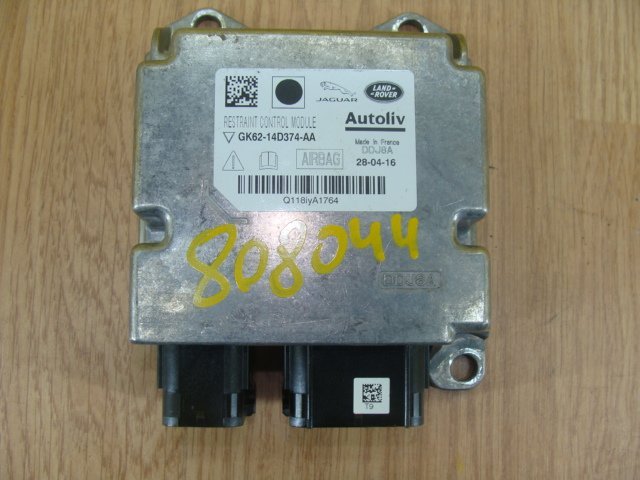 JAGUAR
LAND
ROVER
RESTRAINT CONTROL MODULE
Autoliv
GK62-14D374-AA
Made in France
DDJ8A
AIRBAG
28-04-16
Q118iyA1764
808044
DDJ8A
T9